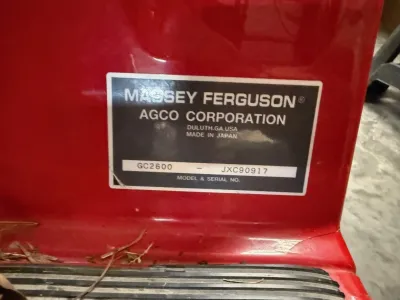 MASSEY FERGUSON®
AGCO CORPORATION
DULUTH.GA.USA
MADE IN JAPAN
GC2600 - JXC90917
MODEL & SERIAL NO.